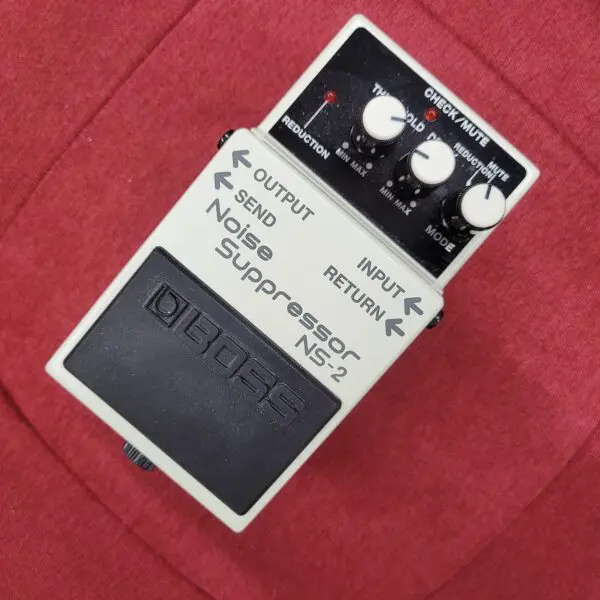 CHECK/MUTE
REDUCTION
MIN MAX
MIN MAX
REDUCTION
MUTE
MODE
OUTPUT
SEND
INPUT
RETURN
Noise
Suppressor
NS-2
BOSS